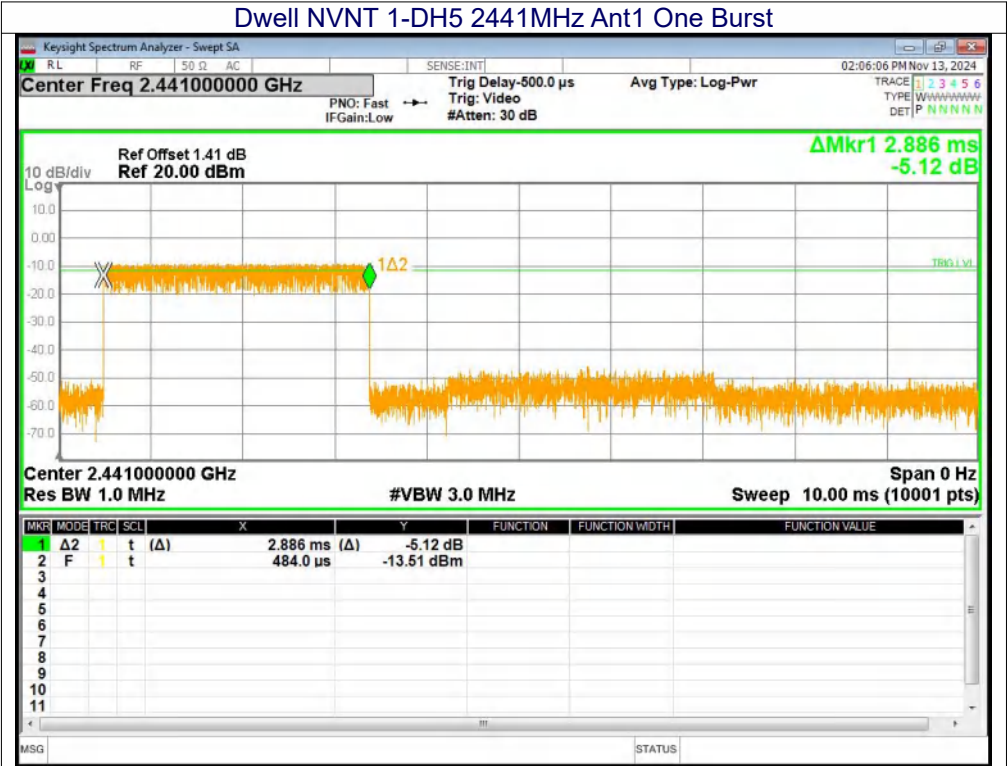 Dwell NVNT 1-DH5 2441MHz Ant1 One Burst
Keysight Spectrum Analyzer - Swept SA
LXI RL RF 50 Ω AC SENSE:INT 02:06:06 PM Nov 13, 2024
Center Freq 2.441000000 GHz
PNO: Fast
IFGain:Low
Trig Delay-500.0 µs
Trig: Video
#Atten: 30 dB
Avg Type: Log-Pwr
TRACE 1 2 3 4 5 6
TYPE WWWWWWW
DET P N N N N N
ΔMkr1 2.886 ms
-5.12 dB
Ref Offset 1.41 dB
10 dB/div Ref 20.00 dBm
Log
10.0
0.00
-10.0
1Δ2
TRIG LVL
-20.0
-30.0
-40.0
-50.0
-60.0
-70.0
Center 2.441000000 GHz Span 0 Hz
Res BW 1.0 MHz #VBW 3.0 MHz Sweep 10.00 ms (10001 pts)
MKR MODE TRC SCL X Y FUNCTION FUNCTION WIDTH FUNCTION VALUE
1 Δ2 1 t (Δ) 2.886 ms (Δ) -5.12 dB
2 F 1 t 484.0 µs -13.51 dBm
3
4
5
6
7
8
9
10
11
MSG STATUS